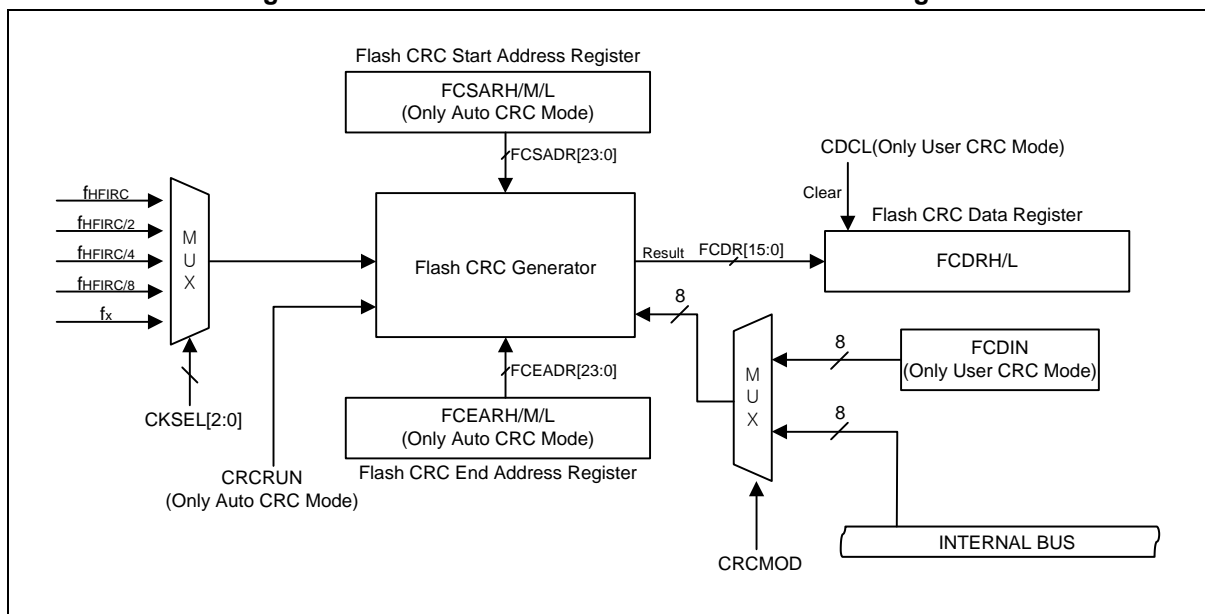 Flash CRC Start Address Register
FCSARH/M/L
(Only Auto CRC Mode)
FCSADR[23:0]
CDCL(Only User CRC Mode)
Clear
Flash CRC Data Register
fHFIRC
fHFIRC/2
fHFIRC/4
fHFIRC/8
fx
MUX
CKSEL[2:0]
Flash CRC Generator
Result
FCDR[15:0]
FCDRH/L
8
8
FCDIN
(Only User CRC Mode)
MUX
8
FCEADR[23:0]
FCEARH/M/L
(Only Auto CRC Mode)
Flash CRC End Address Register
CRCRUN
(Only Auto CRC Mode)
CRCMOD
INTERNAL BUS